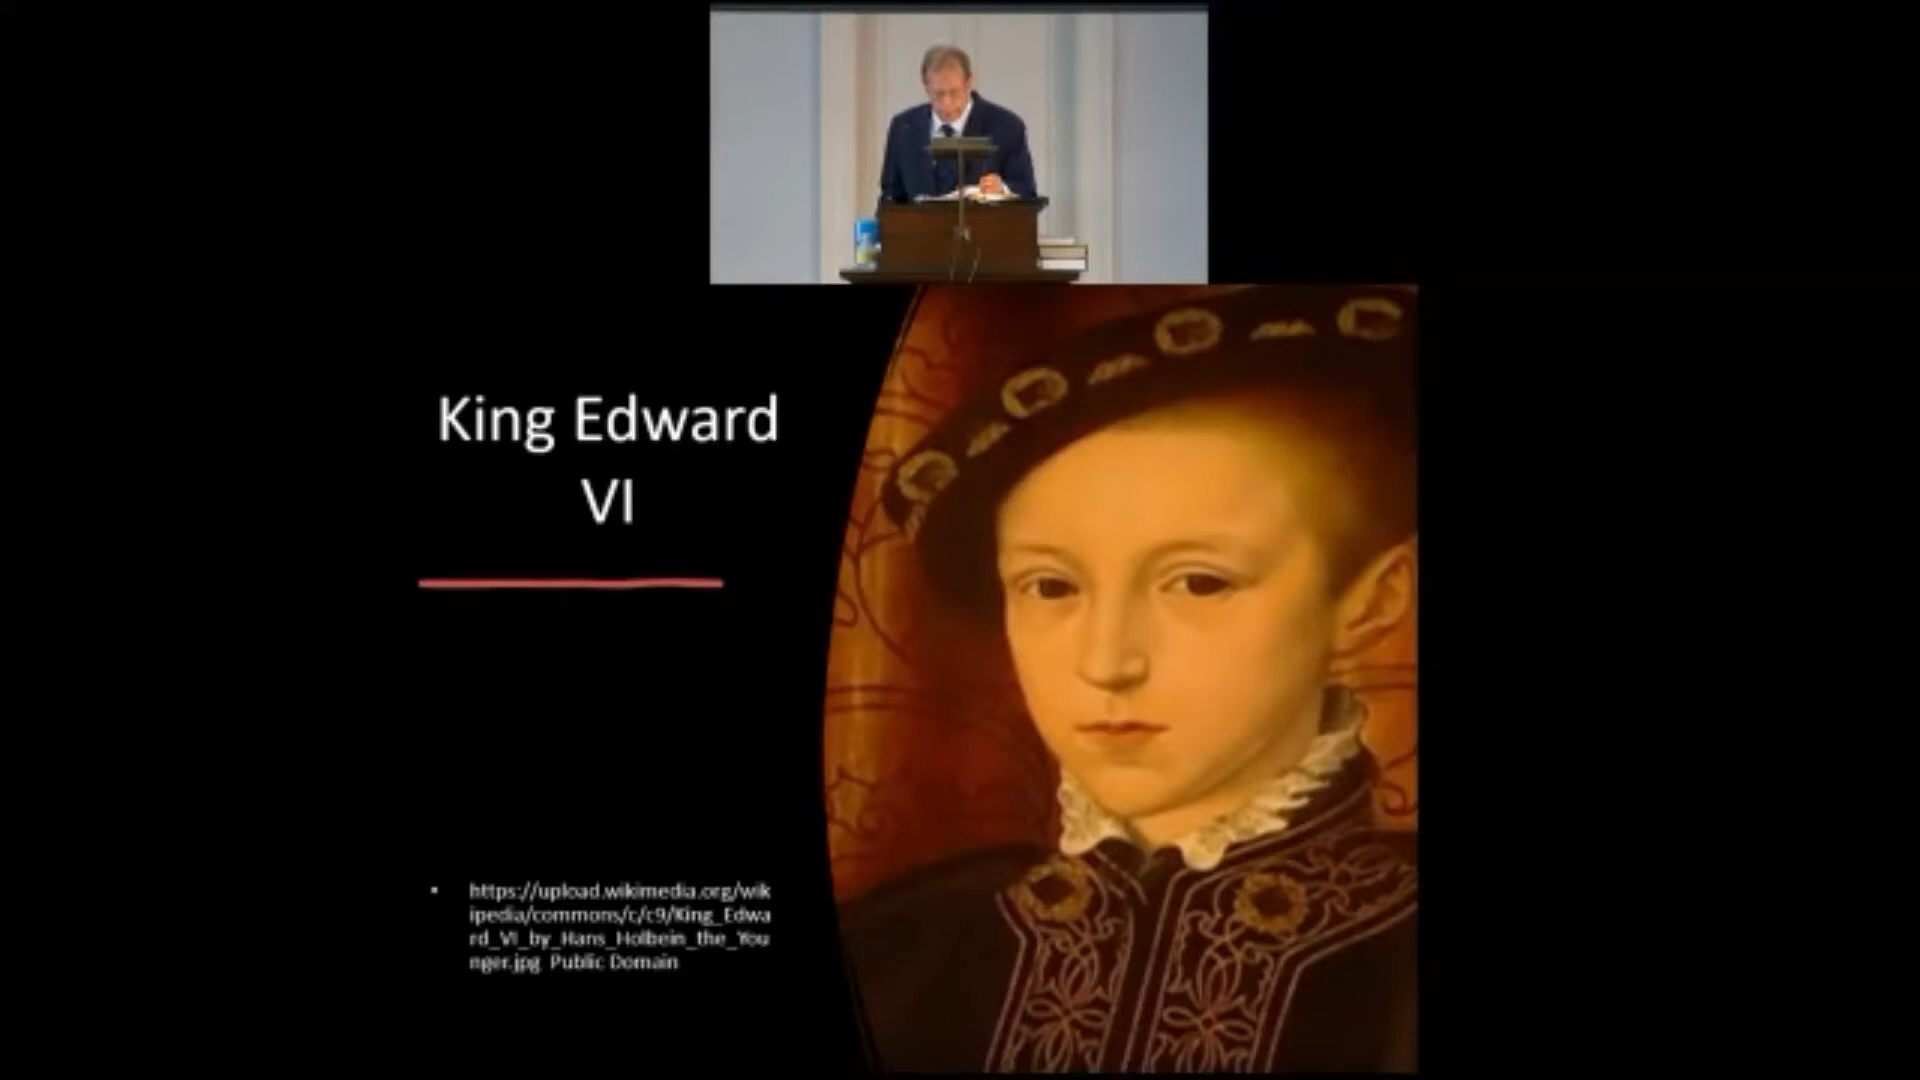 King Edward
VI
• https://upload.wikimedia.org/wik
ipedia/commons/c/c9/King_Edwa
rd_VI_by_Hans_Holbein_the_You
nger.jpg Public Domain